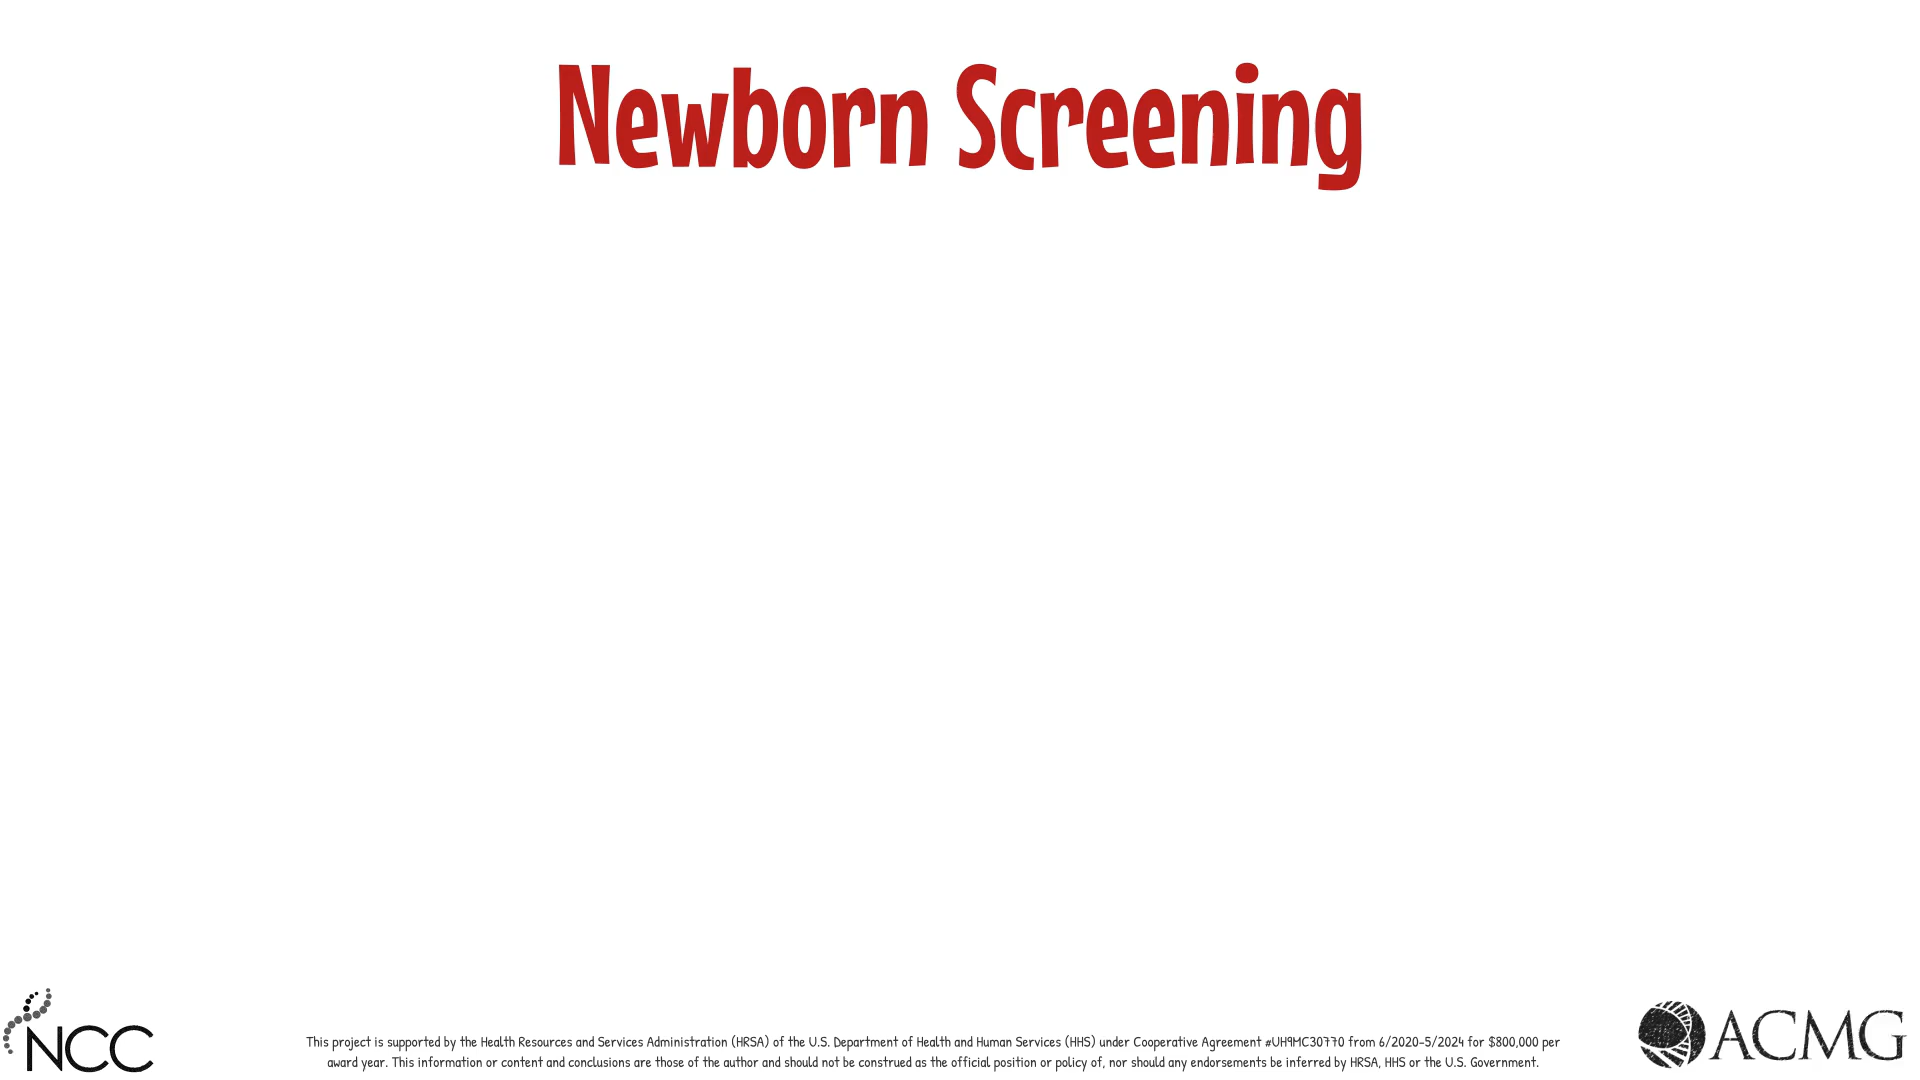 Newborn Screening
NCC
This project is supported by the Health Resources and Services Administration (HRSA) of the U.S. Department of Health and Human Services (HHS) under Cooperative Agreement #UH9MC30770 from 6/2020-5/2024 for $800,000 per
award year. This information or content and conclusions are those of the author and should not be construed as the official position or policy of, nor should any endorsements be inferred by HRSA, HHS or the U.S. Government.
ACMG